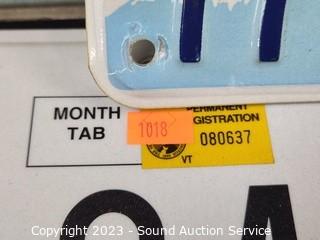 MONTH
TAB
1018
PERMANENT
REGISTRATION
080637
VT
Copyright 2023 - Sound Auction Service